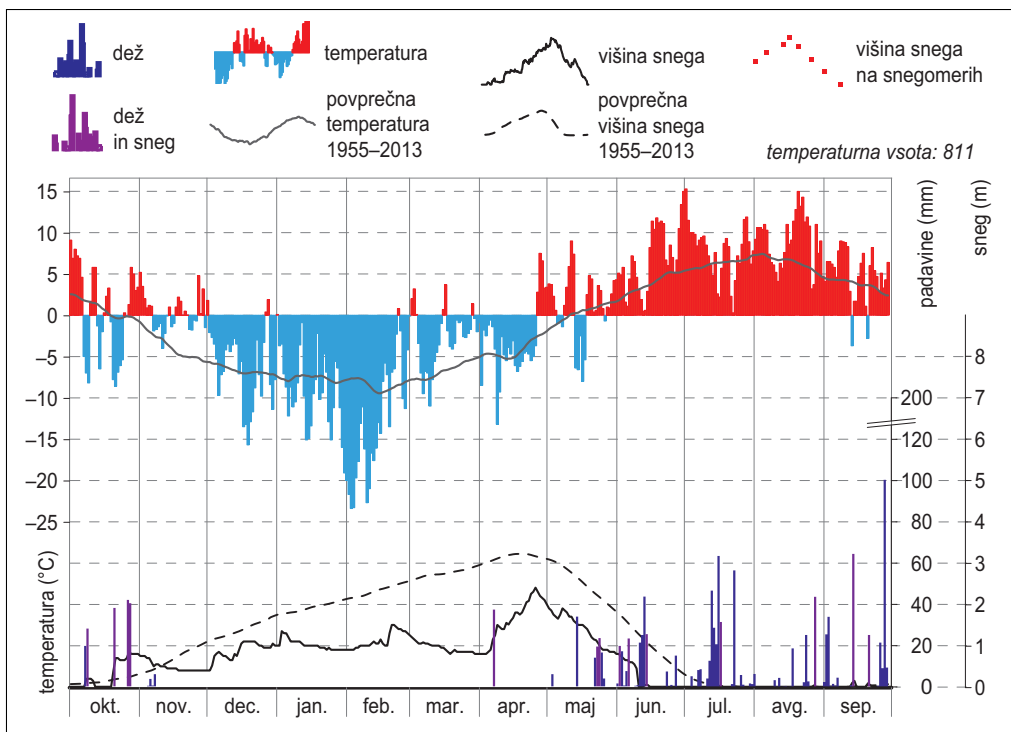 dež
temperatura
višina snega
višina snega
na snegomerih
dež
in sneg
povprečna
temperatura
1955–2013
povprečna
višina snega
1955–2013
temperaturna vsota: 811
15
10
5
0
–5
–10
–15
–20
–25
temperatura (°C)
padavine (mm)
200
120
100
80
60
40
20
0
sneg (m)
8
7
6
5
4
3
2
1
0
okt. nov. dec. jan. feb. mar. apr. maj jun. jul. avg. sep.